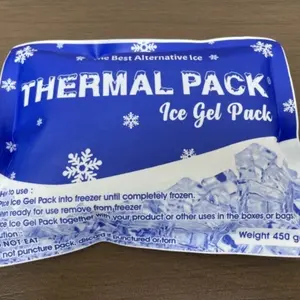 The Best Alternative Ice
THERMAL PACK
Ice Gel Pack
to use :
Ice Gel Pack into freezer until completely frozen.
ready for use remove from freezer
Ice Gel Pack together with your product or other uses in the boxes or bags
NOT EAT
not puncture pack, if punctured or torn
Weight 450 g